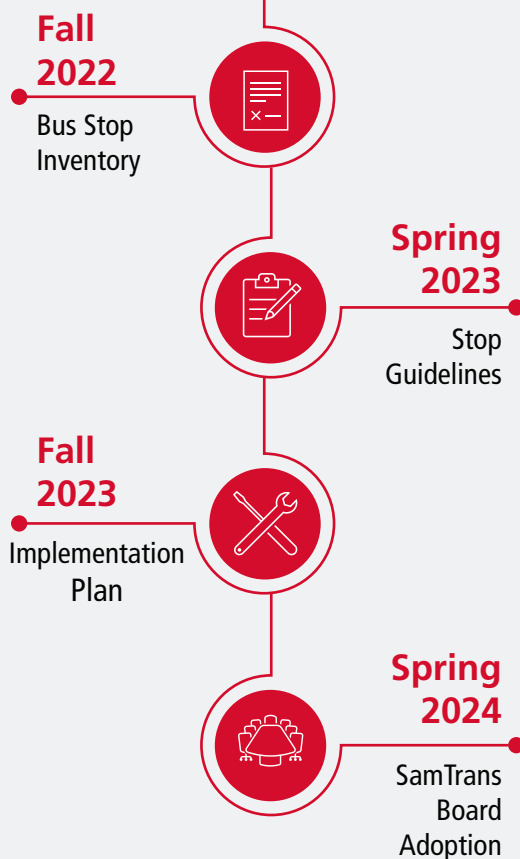 Fall
2022
Bus Stop
Inventory
Spring
2023
Stop
Guidelines
Fall
2023
Implementation
Plan
Spring
2024
SamTrans
Board
Adoption